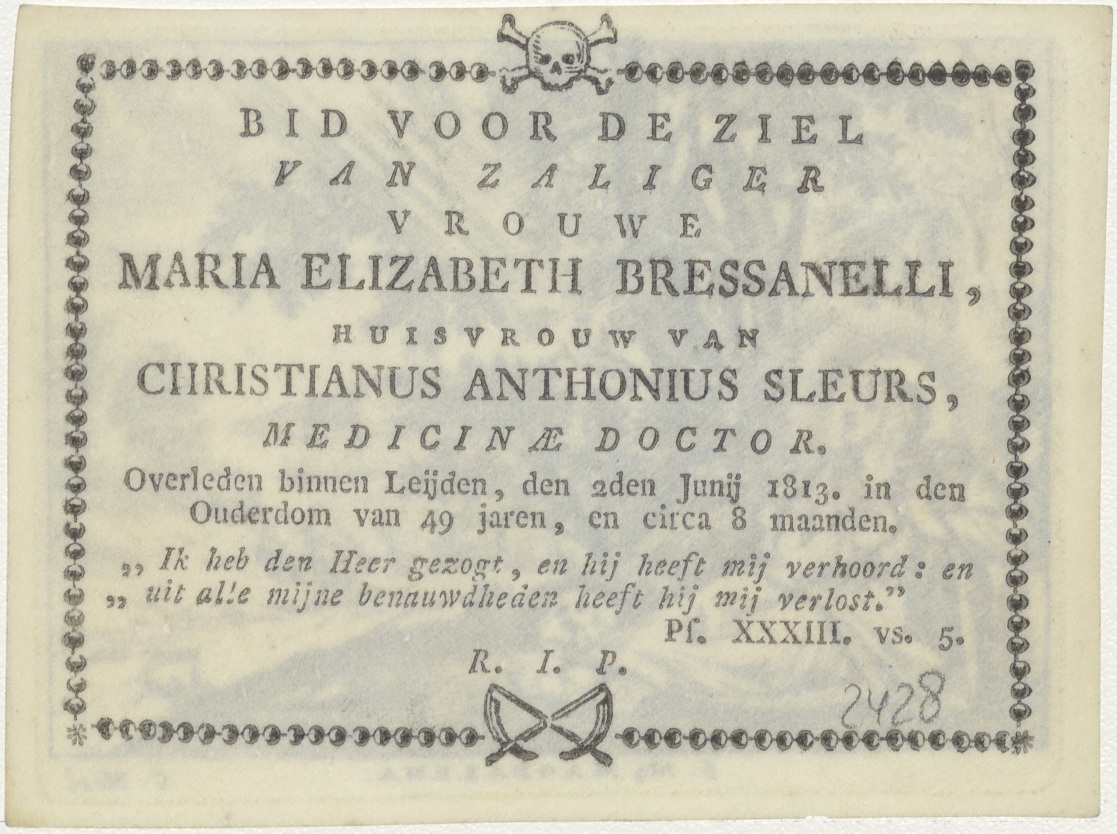 BID VOOR DE ZIEL
VAN ZALIGER
VROUWE
MARIA ELIZABETH BRESSANELLI,
HUISVROUW VAN
CHRISTIANUS ANTHONIUS SLEURS,
MEDICINÆ DOCTOR.
Overleden binnen Leijden, den 2den Junij 1813. in den
Ouderdom van 49 jaren, en circa 8 maanden.
„ Ik heb den Heer gezogt, en hij heeft mij verhoord: en
„ uit alle mijne benauwdheden heeft hij mij verlost.”
Pſ. XXXIII. vs. 5.
R. I. P.
2428